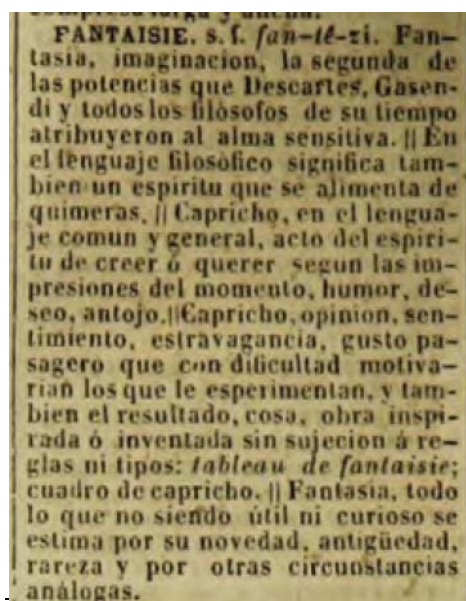 compresa larga y ancha.
FANTAISIE. s. f. fan-té-zi. Fan-
tasía, imaginacion, la segunda de
las potencias que Descartes, Gasen-
di y todos los filósofos de su tiempo
atribuyeron al alma sensitiva. || En
el lenguaje filosófico significa tam-
bien un espíritu que se alimenta de
quimeras. || Capricho, en el lengua-
je comun y general, acto del espíri-
tu de creer ó querer segun las im-
presiones del momento, humor, de-
seo, antojo. || Capricho, opinion, sen-
timiento, estravagancia, gusto pa-
sagero que con dificultad motiva-
rian los que le esperimentan, y tam-
bien el resultado, cosa, obra inspi-
rada ó inventada sin sujecion á re-
glas ni tipos: tableau de fantaisie;
cuadro de capricho. || Fantasía, todo
lo que no siendo útil ni curioso se
estima por su novedad, antigüedad,
rareza y por otras circunstancias
análogas.